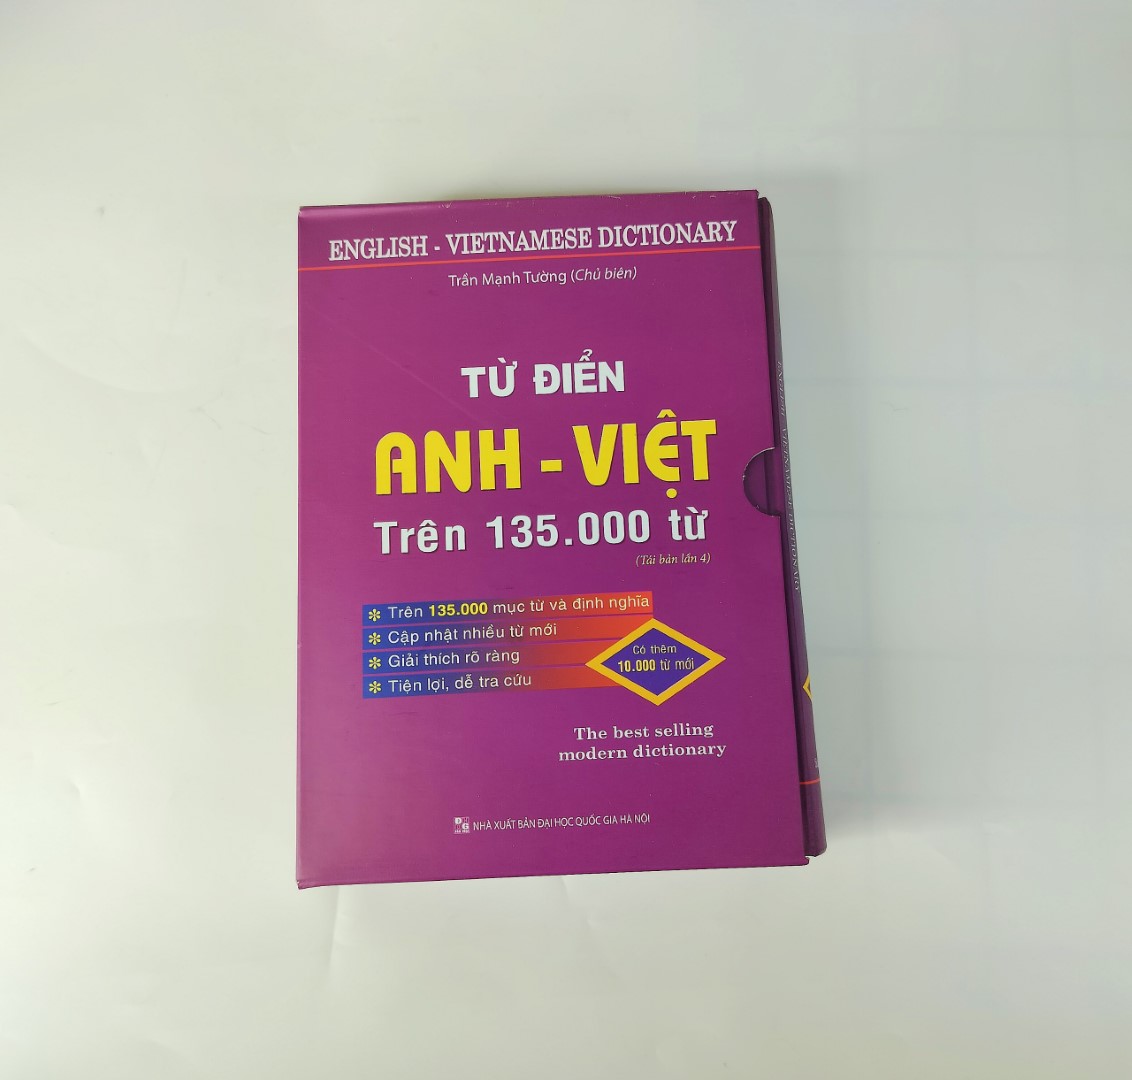 ENGLISH - VIETNAMESE DICTIONARY
Trần Mạnh Tường (Chủ biên)
TỪ ĐIỂN
ANH - VIỆT
Trên 135.000 từ
(Tái bản lần 4)
✼ Trên 135.000 mục từ và định nghĩa
✼ Cập nhật nhiều từ mới
✼ Giải thích rõ ràng
✼ Tiện lợi, dễ tra cứu
Có thêm
10.000 từ mới
The best selling
modern dictionary
NHÀ XUẤT BẢN ĐẠI HỌC QUỐC GIA HÀ NỘI
ENGLISH - VIETNAMESE DICTIONARY